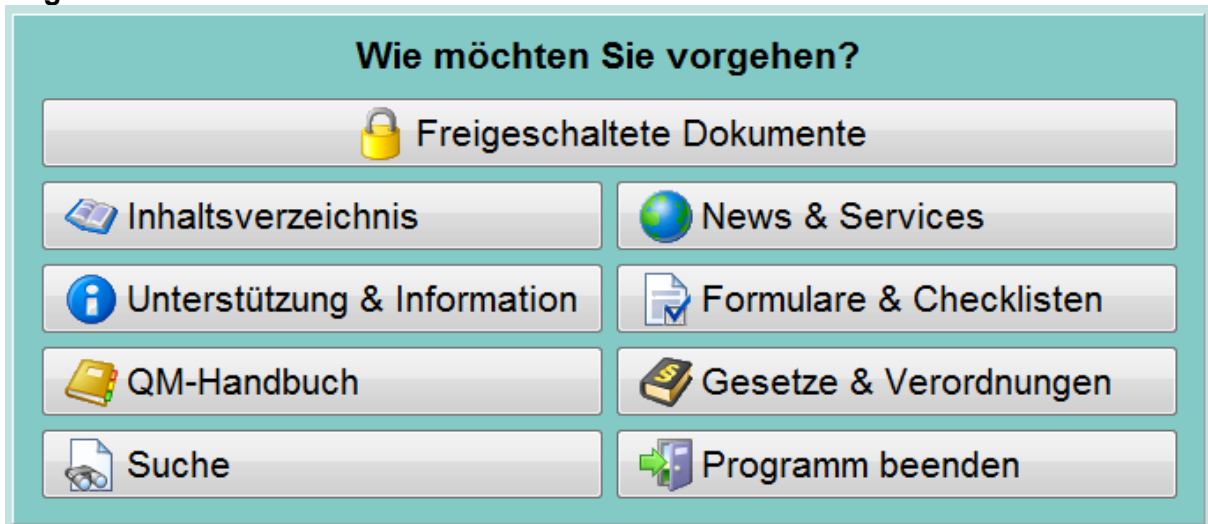 Wie möchten Sie vorgehen?
Freigeschaltete Dokumente
Inhaltsverzeichnis
News & Services
Unterstützung & Information
Formulare & Checklisten
QM-Handbuch
Gesetze & Verordnungen
Suche
Programm beenden